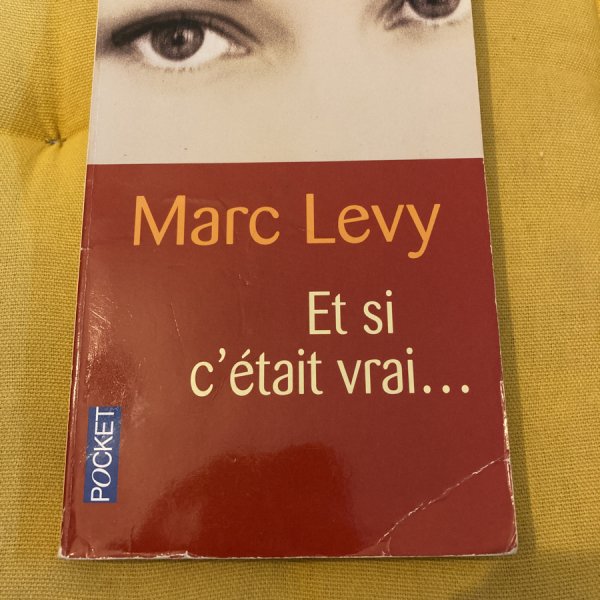 Marc Levy
Et si
c'était vrai...
POCKET